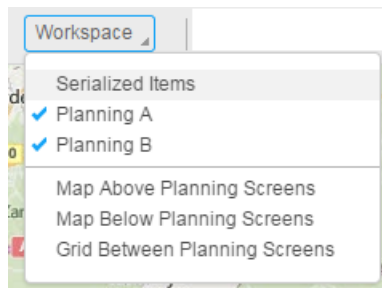 Workspace
Serialized Items
Planning A
Planning B
Map Above Planning Screens
Map Below Planning Screens
Grid Between Planning Screens